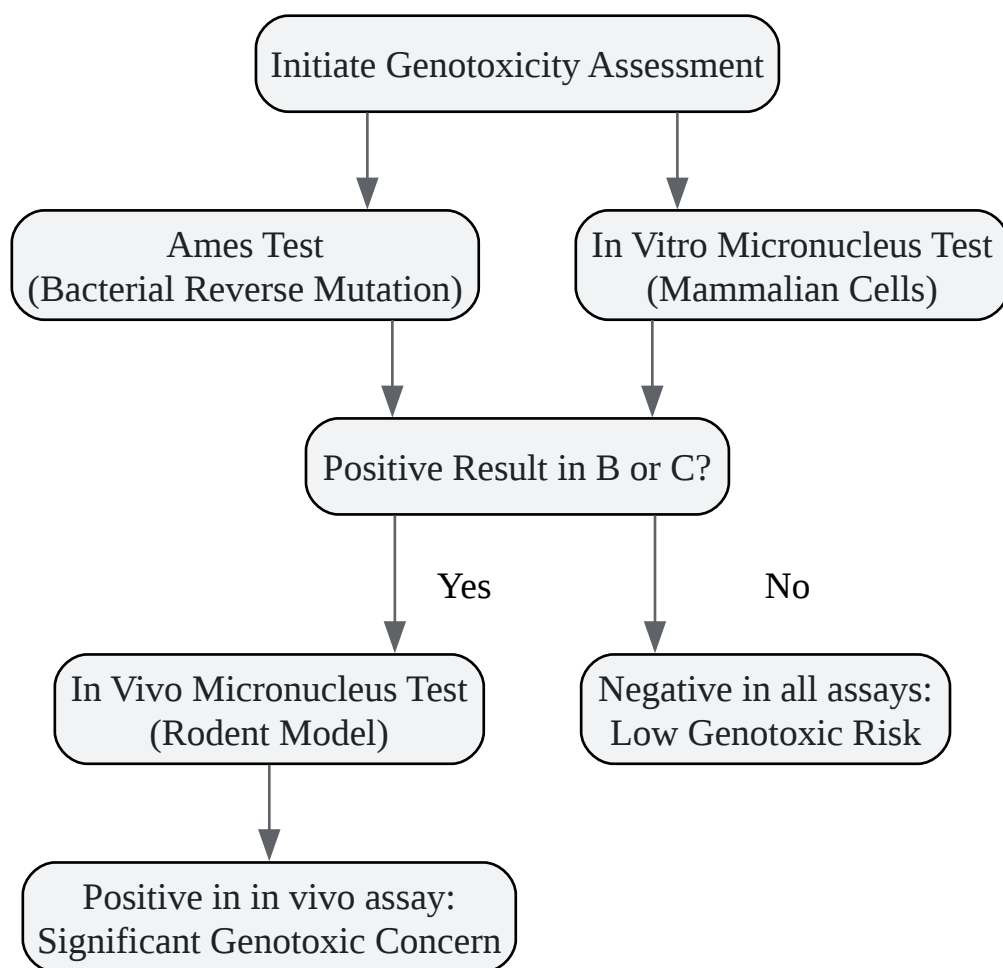 Initiate Genotoxicity Assessment
Ames Test
(Bacterial Reverse Mutation)
In Vitro Micronucleus Test
(Mammalian Cells)
Positive Result in B or C?
Yes
No
In Vivo Micronucleus Test
(Rodent Model)
Negative in all assays:
Low Genotoxic Risk
Positive in in vivo assay:
Significant Genotoxic Concern